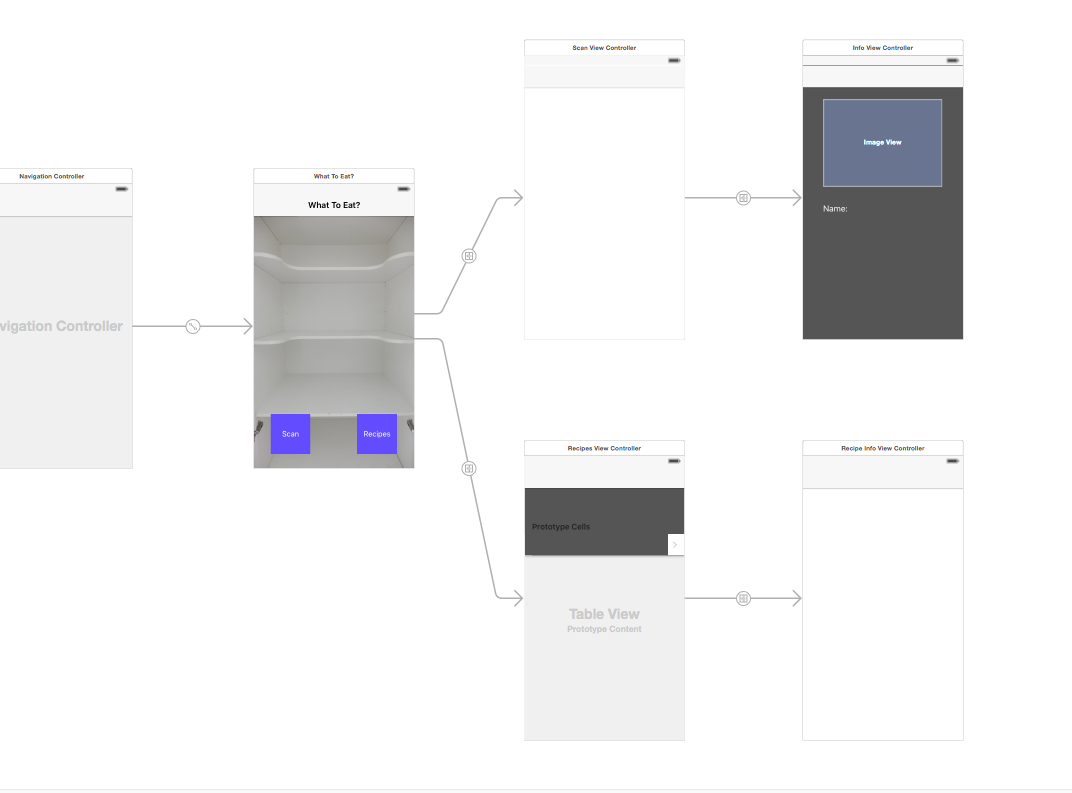 Scan View Controller
Info View Controller
Image View
Name:
Navigation Controller
vigation Controller
What To Eat?
What To Eat?
Scan
Recipes
Recipes View Controller
Prototype Cells
Table View
Prototype Content
Recipe Info View Controller